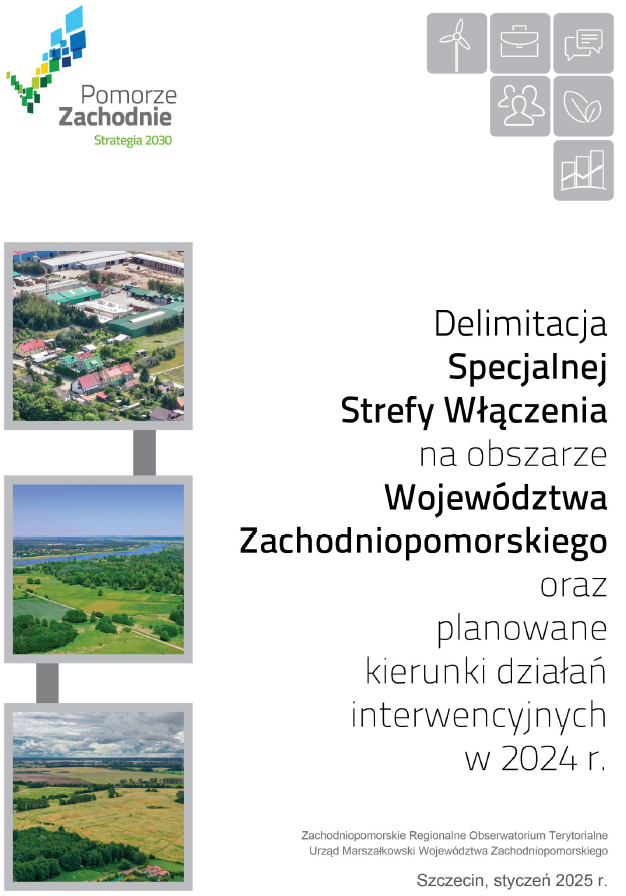 Pomorze
Zachodnie
Strategia 2030
Delimitacja
Specjalnej
Strefy Włączenia
na obszarze
Województwa
Zachodniopomorskiego
oraz
planowane
kierunki działań
interwencyjnych
w 2024 r.
Zachodniopomorskie Regionalne Obserwatorium Terytorialne
Urząd Marszałkowski Województwa Zachodniopomorskiego
Szczecin, styczeń 2025 r.